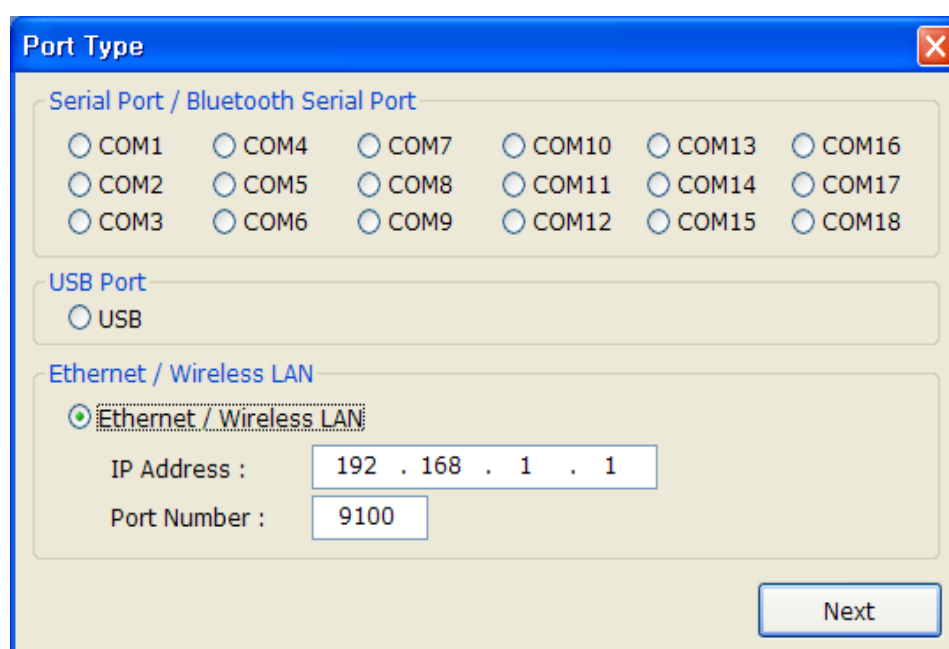 Port Type
Serial Port / Bluetooth Serial Port
COM1 COM4 COM7 COM10 COM13 COM16
COM2 COM5 COM8 COM11 COM14 COM17
COM3 COM6 COM9 COM12 COM15 COM18
USB Port
USB
Ethernet / Wireless LAN
Ethernet / Wireless LAN
IP Address : 192 . 168 . 1 . 1
Port Number : 9100
Next